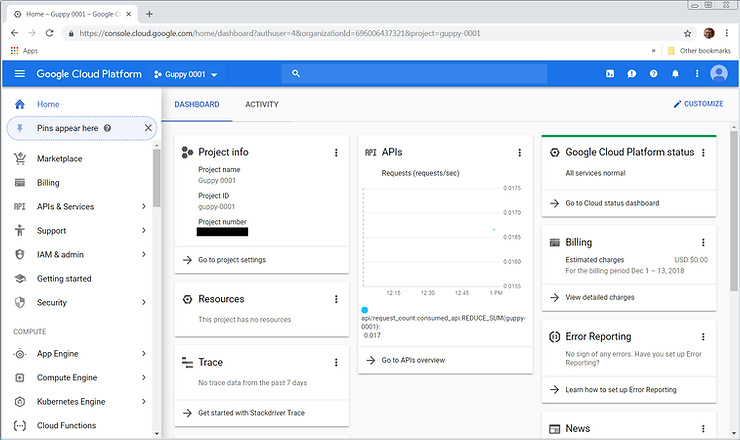 Home – Guppy 0001 – Google C
https://console.cloud.google.com/home/dashboard?authuser=4&organizationId=696006437321&project=guppy-0001
Apps
» Other bookmarks
Google Cloud Platform
Guppy 0001
Home
Pins appear here
Marketplace
Billing
APIs & Services
Support
IAM & admin
Getting started
Security
COMPUTE
App Engine
Compute Engine
Kubernetes Engine
Cloud Functions
DASHBOARD
ACTIVITY
CUSTOMIZE
Project info
Project name
Guppy 0001
Project ID
guppy-0001
Project number
Go to project settings
Resources
This project has no resources
Trace
No trace data from the past 7 days
Get started with Stackdriver Trace
API APIs
Requests (requests/sec)
0.0175
0.0170
0.0165
0.0160
0.0155
12:15 12:30 12:45 1 PM
api/request_count:consumed_api:REDUCE_SUM(guppy-
0001):
0.017
Go to APIs overview
Google Cloud Platform status
All services normal
Go to Cloud status dashboard
Billing
Estimated charges USD $0.00
For the billing period Dec 1 – 13, 2018
View detailed charges
Error Reporting
No sign of any errors. Have you set up Error
Reporting?
Learn how to set up Error Reporting
News